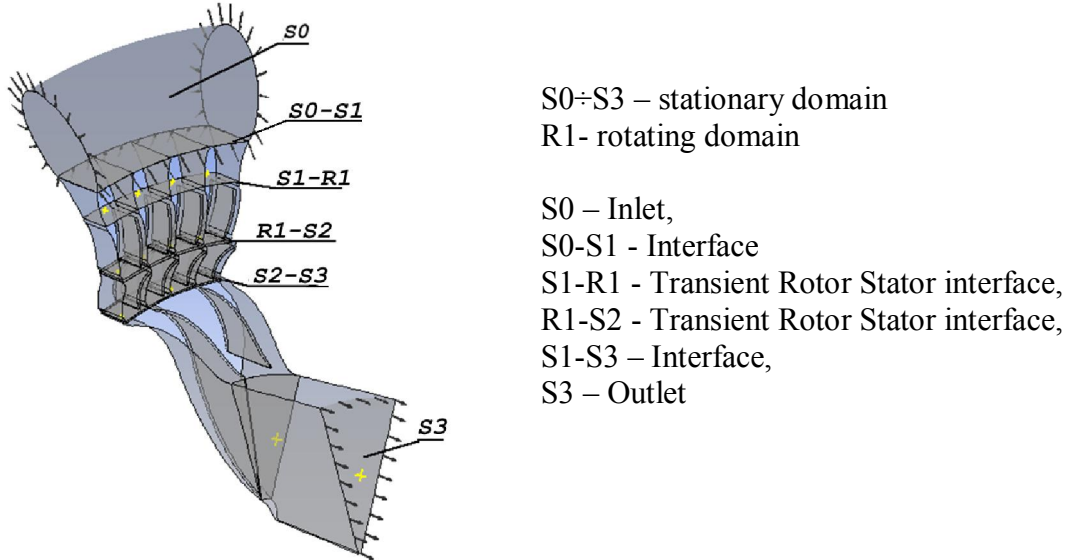 S0
S0-S1
S1-R1
R1-S2
S2-S3
S3
S0÷S3 – stationary domain
R1- rotating domain
S0 – Inlet,
S0-S1 - Interface
S1-R1 - Transient Rotor Stator interface,
R1-S2 - Transient Rotor Stator interface,
S1-S3 – Interface,
S3 – Outlet